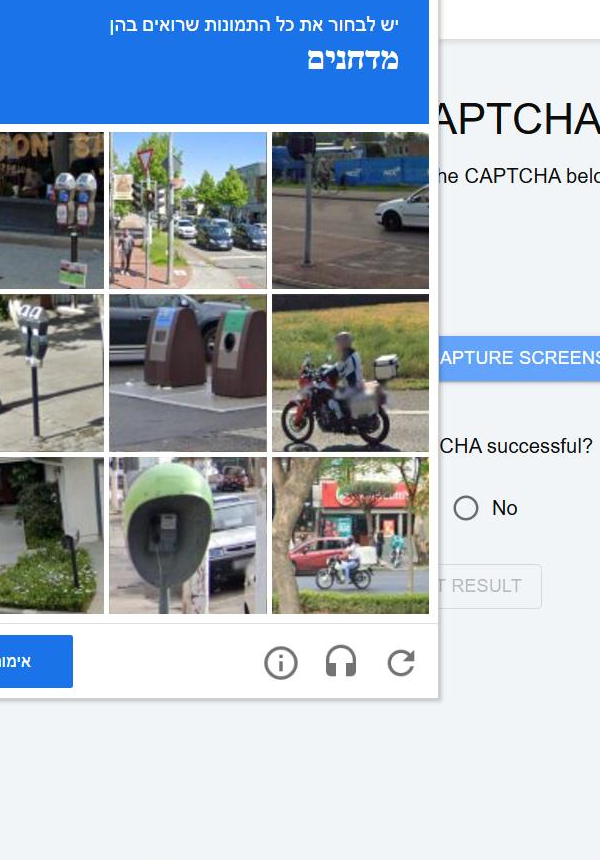 יש לבחור את כל התמונות שרואים בהן
מדחנים
APTCHA
he CAPTCHA belo
APTURE SCREENS
CHA successful?
No
T RESULT
אימו